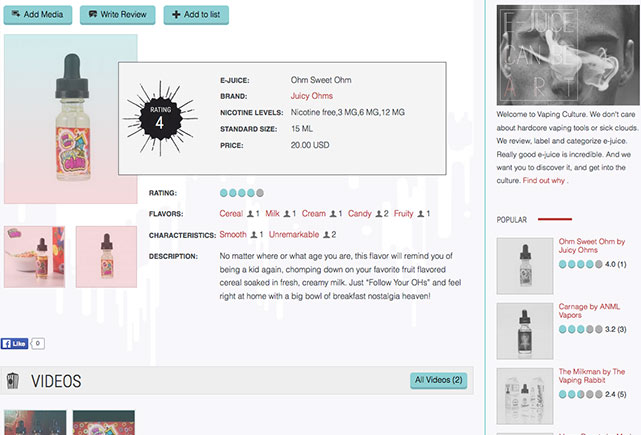 Add Media
Write Review
Add to list
RATING
4
E-JUICE: Ohm Sweet Ohm
BRAND: Juicy Ohms
NICOTINE LEVELS: Nicotine free,3 MG,6 MG,12 MG
STANDARD SIZE: 15 ML
PRICE: 20.00 USD
RATING:
FLAVORS: Cereal 1 Milk 1 Cream 1 Candy 2 Fruity 1
CHARACTERISTICS: Smooth 1 Unremarkable 2
DESCRIPTION: No matter where or what age you are, this flavor will remind you of
being a kid again, chomping down on your favorite fruit flavored
cereal soaked in fresh, creamy milk. Just "Follow Your OHs" and feel
right at home with a big bowl of breakfast nostalgia heaven!
Like 0
VIDEOS
All Videos (2)
E-JUICE
CAN BE
ART
Welcome to Vaping Culture. We don't care
about hardcore vaping tools or sick clouds.
We review, label and categorize e-juice.
Really good e-juice is incredible. And we
want you to discover it, and get into the
culture. Find out why .
POPULAR
Ohm Sweet Ohm by
Juicy Ohms
4.0 (1)
Carnage by ANML
Vapors
3.2 (3)
The Milkman by The
Vaping Rabbit
2.4 (5)